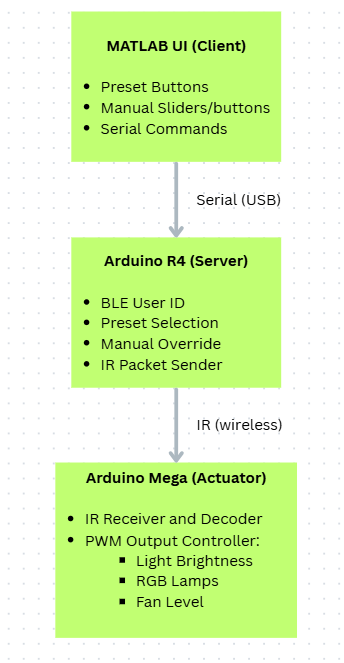 MATLAB UI (Client)
• Preset Buttons
• Manual Sliders/buttons
• Serial Commands
Serial (USB)
Arduino R4 (Server)
• BLE User ID
• Preset Selection
• Manual Override
• IR Packet Sender
IR (wireless)
Arduino Mega (Actuator)
• IR Receiver and Decoder
• PWM Output Controller:
▪ Light Brightness
▪ RGB Lamps
▪ Fan Level